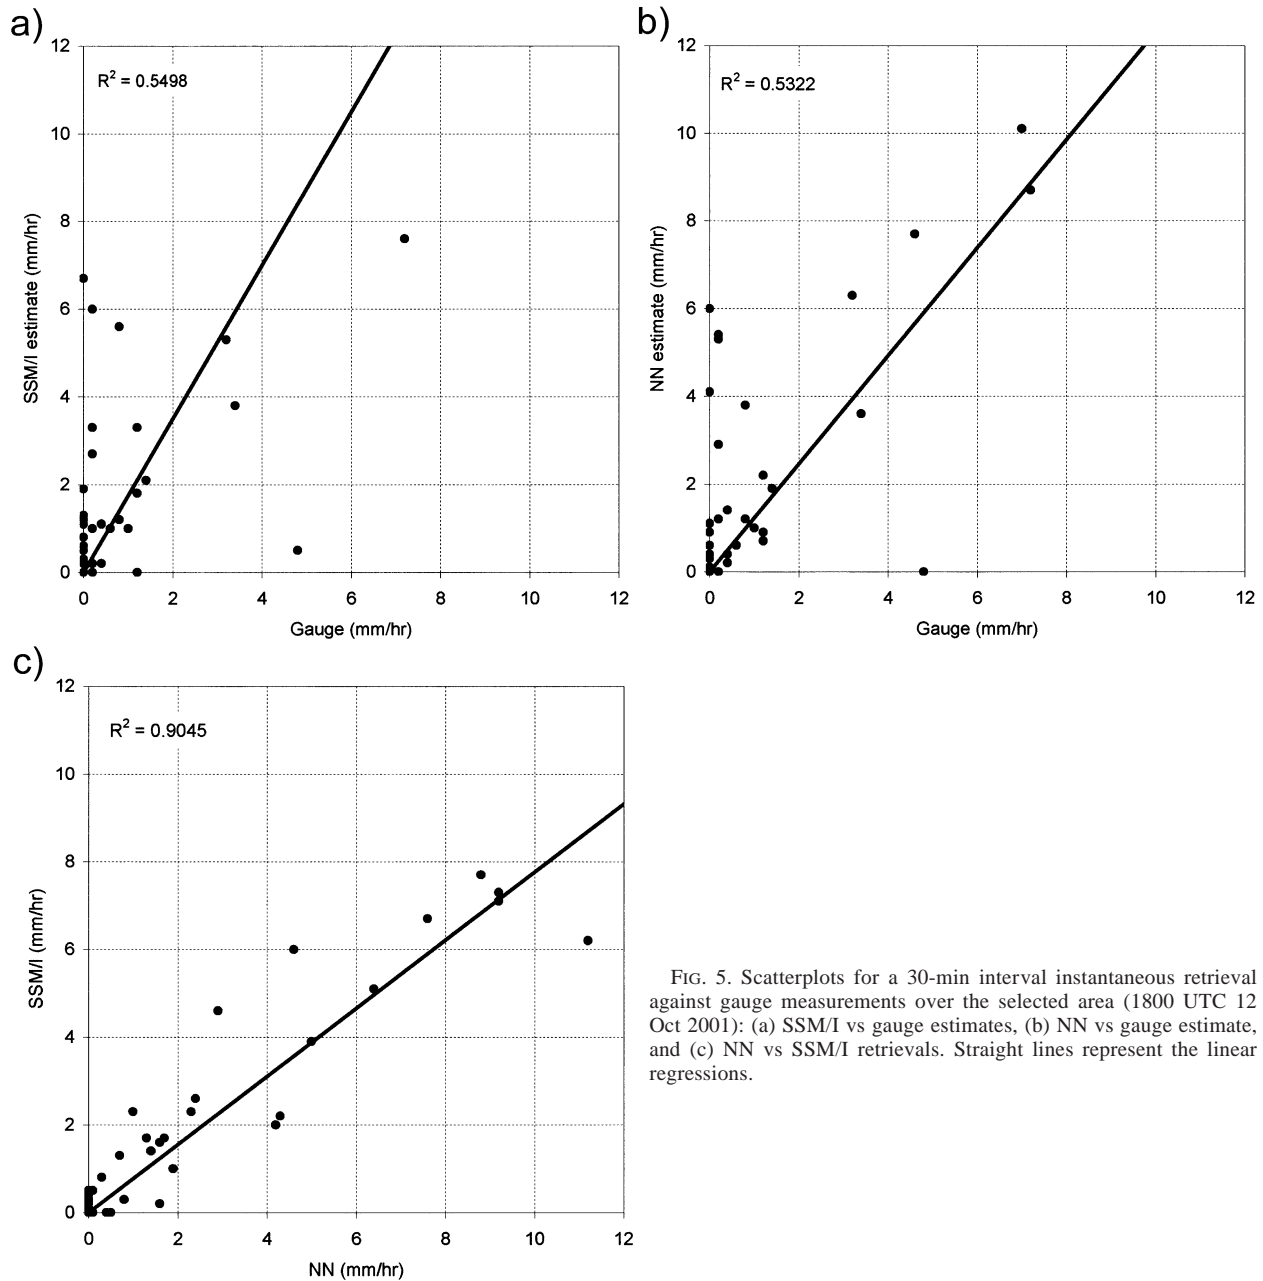 a)
R² = 0.5498
12
10
8
6
4
2
0
SSM/I estimate (mm/hr)
0 2 4 6 8 10 12
Gauge (mm/hr)
b)
R² = 0.5322
12
10
8
6
4
2
0
NN estimate (mm/hr)
0 2 4 6 8 10 12
Gauge (mm/hr)
c)
R² = 0.9045
12
10
8
6
4
2
0
SSM/I (mm/hr)
0 2 4 6 8 10 12
NN (mm/hr)
FIG. 5. Scatterplots for a 30-min interval instantaneous retrieval
against gauge measurements over the selected area (1800 UTC 12
Oct 2001): (a) SSM/I vs gauge estimates, (b) NN vs gauge estimate,
and (c) NN vs SSM/I retrievals. Straight lines represent the linear
regressions.